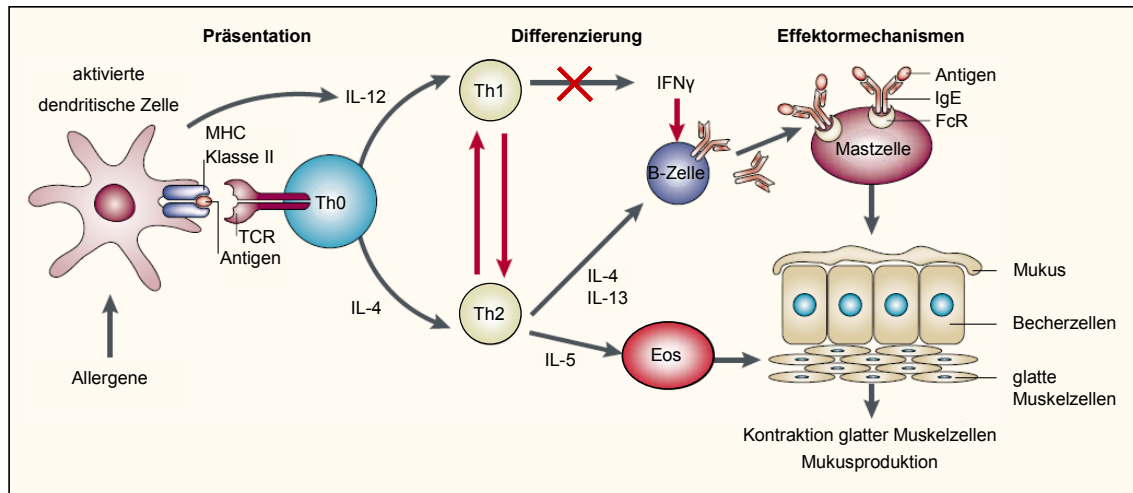 Präsentation
Differenzierung
Effektormechanismen
aktivierte
dendritische Zelle
IL-12
MHC
Klasse II
Th0
TCR
Antigen
IL-4
Allergene
Th1
Th2
IFNγ
B-Zelle
IL-4
IL-13
IL-5
Eos
Antigen
IgE
FcR
Mastzelle
Mukus
Becherzellen
glatte
Muskelzellen
Kontraktion glatter Muskelzellen
Mukusproduktion